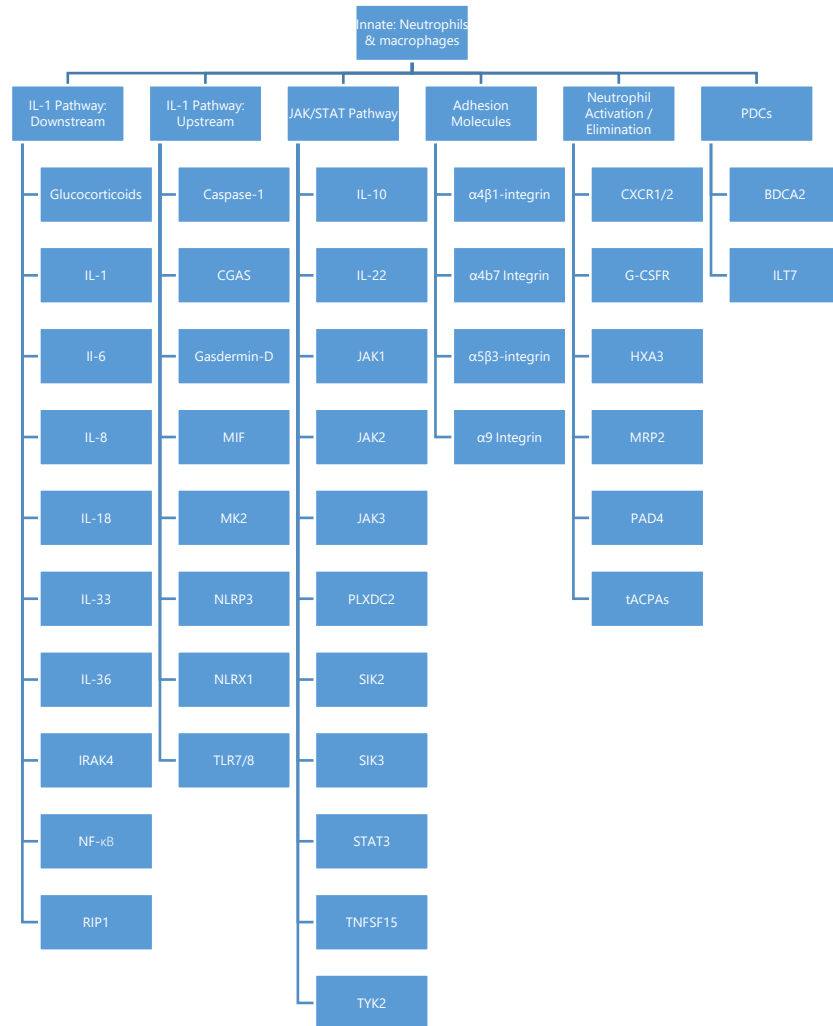 Innate: Neutrophils
& macrophages
IL-1 Pathway:
Downstream
Glucocorticoids
IL-1
Il-6
IL-8
IL-18
IL-33
IL-36
IRAK4
NF-κB
RIP1
IL-1 Pathway:
Upstream
Caspase-1
CGAS
Gasdermin-D
MIF
MK2
NLRP3
NLRX1
TLR7/8
JAK/STAT Pathway
IL-10
IL-22
JAK1
JAK2
JAK3
PLXDC2
SIK2
SIK3
STAT3
TNFSF15
TYK2
Adhesion
Molecules
α4β1-integrin
α4b7 Integrin
α5β3-integrin
α9 Integrin
Neutrophil
Activation /
Elimination
CXCR1/2
G-CSFR
HXA3
MRP2
PAD4
tACPAs
PDCs
BDCA2
ILT7